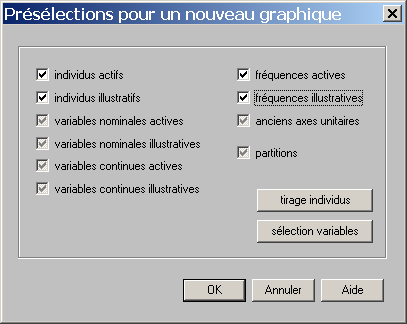 Présélections pour un nouveau graphique
individus actifs
individus illustratifs
variables nominales actives
variables nominales illustratives
variables continues actives
variables continues illustratives
fréquences actives
fréquences illustratives
anciens axes unitaires
partitions
tirage individus
sélection variables
OK
Annuler
Aide